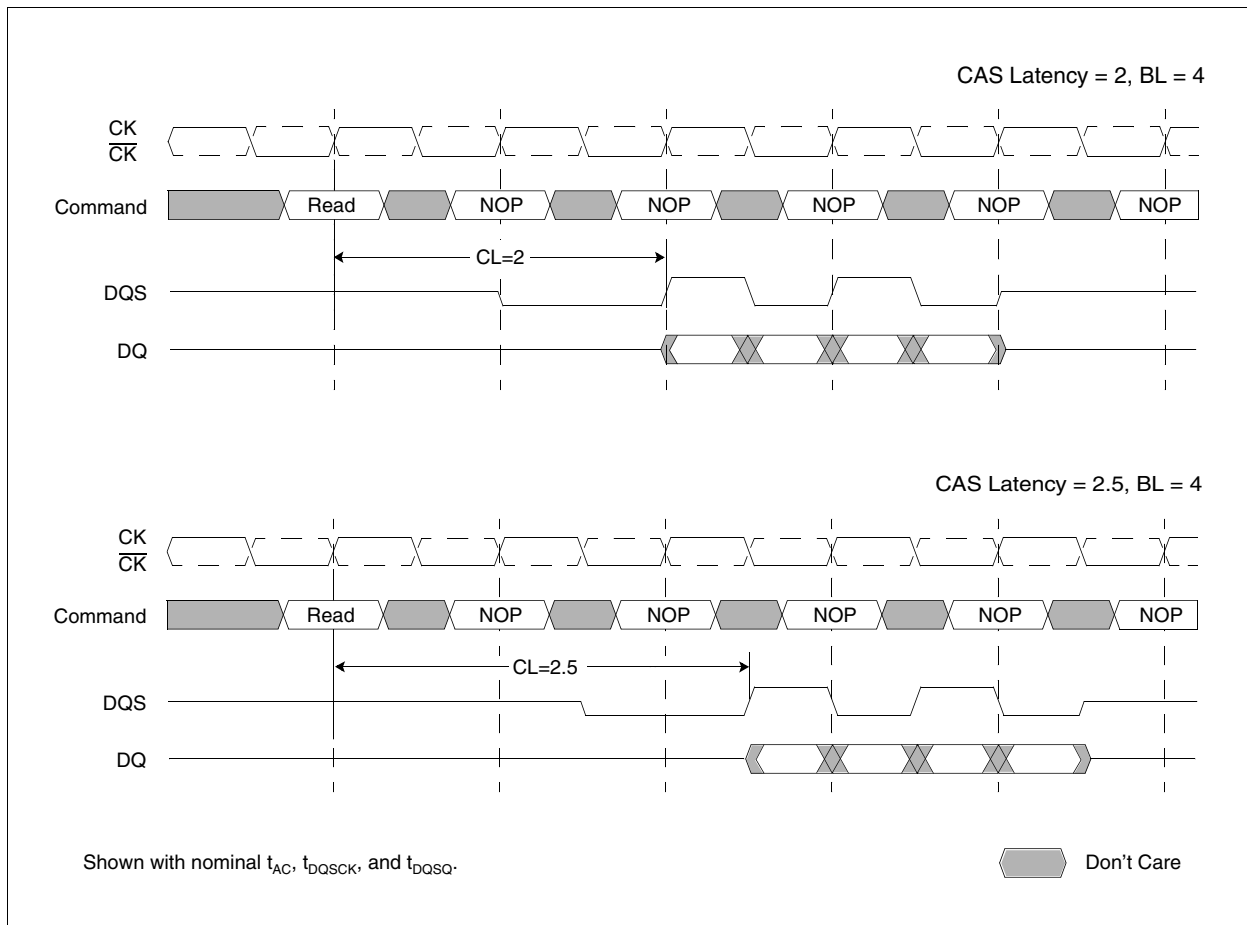 CAS Latency = 2, BL = 4
CK
CK
Command
Read NOP NOP NOP NOP NOP
CL=2
DQS
DQ
CAS Latency = 2.5, BL = 4
CK
CK
Command
Read NOP NOP NOP NOP NOP
CL=2.5
DQS
DQ
Shown with nominal tAC, tDQSCK, and tDQSQ.
Don't Care